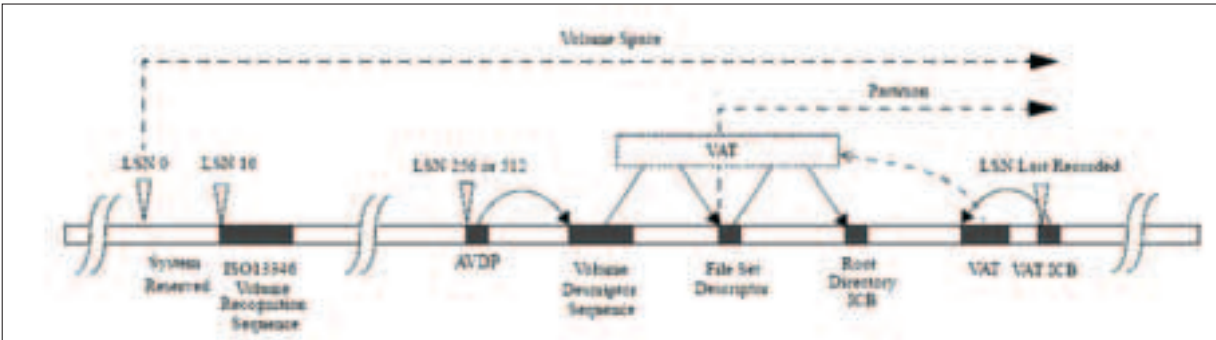 Volume Space
Partition
VAT
LSN 0
LSN 16
LSN 256 or 512
LSN Last Recorded
System
Reserved
ISO13346
Volume
Recognition
Sequence
AVDP
Volume
Descriptor
Sequence
File Set
Descriptor
Root
Directory
ICB
VAT
VAT ICB